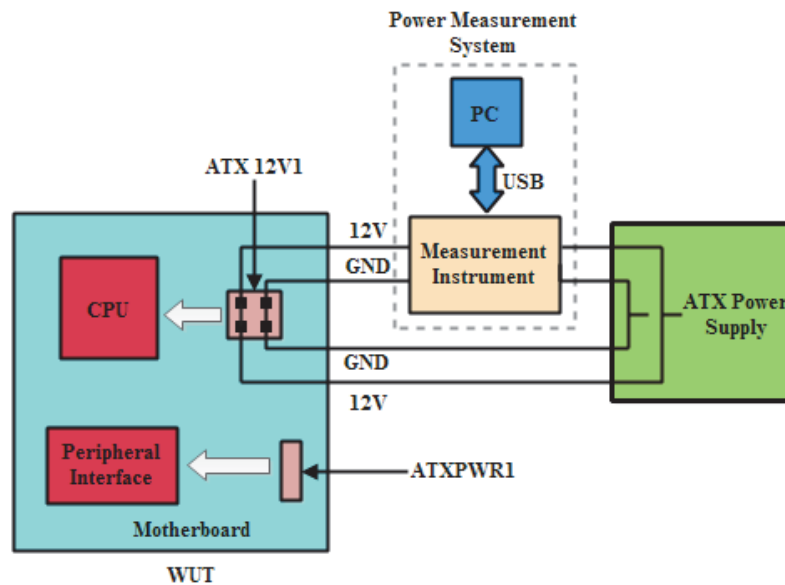 Power Measurement
System
PC
USB
ATX 12V1
12V
GND
Measurement
Instrument
CPU
ATX Power
Supply
GND
12V
Peripheral
Interface
ATXPWR1
Motherboard
WUT